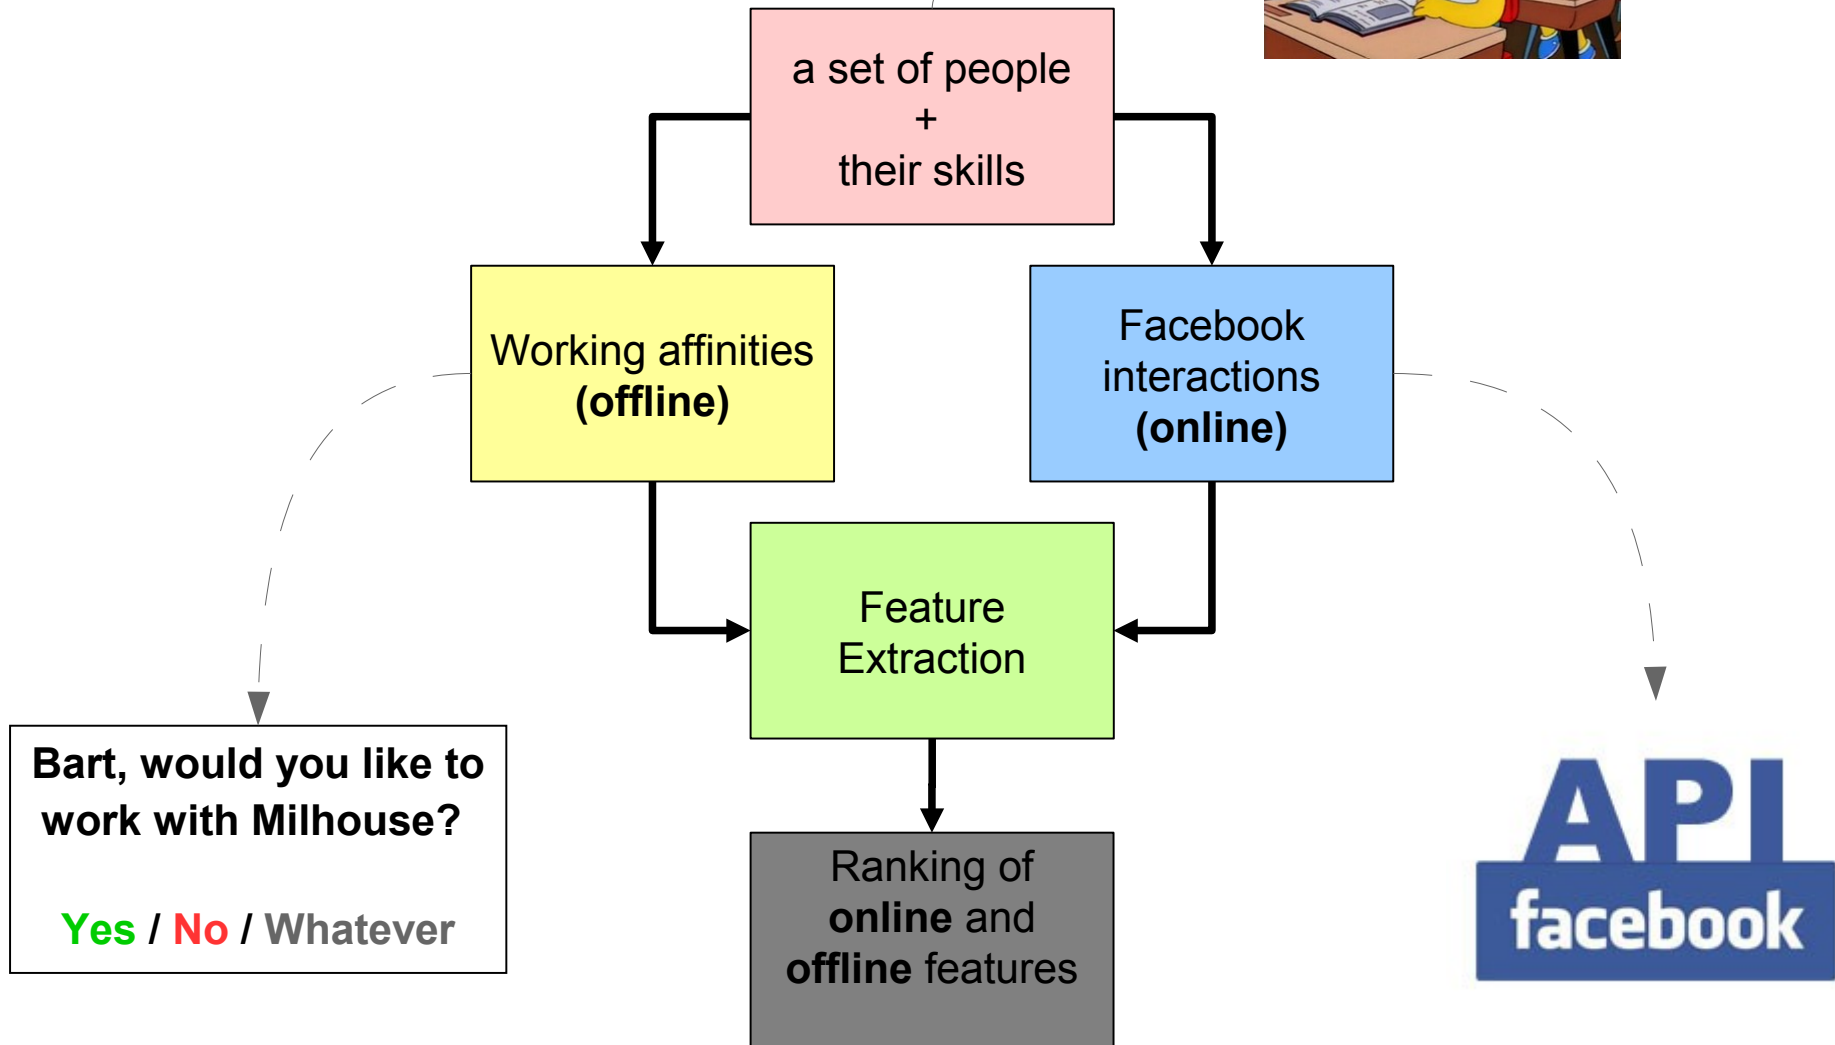 a set of people
+
their skills
Working affinities
(offline)
Facebook
interactions
(online)
Feature
Extraction
Bart, would you like to
work with Milhouse?
Yes / No / Whatever
Ranking of
online and
offline features
API
facebook